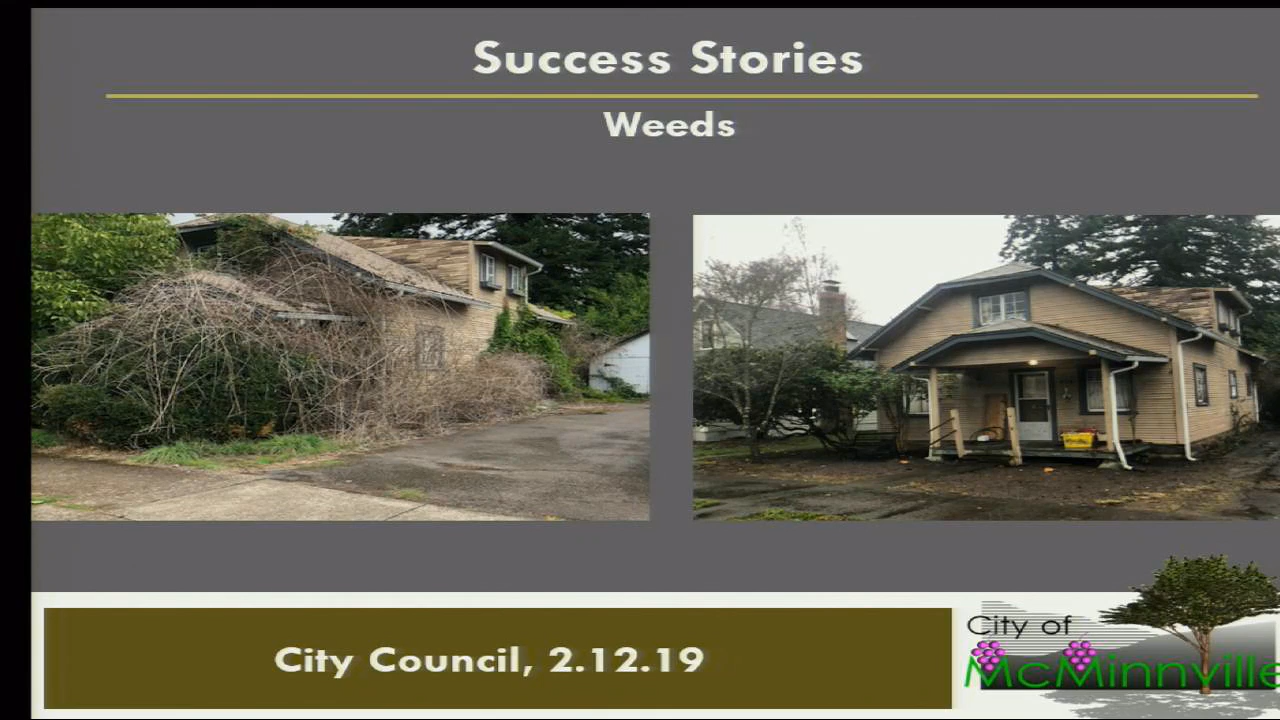 Success Stories
Weeds
City Council, 2.12.19
City of
McMinnville